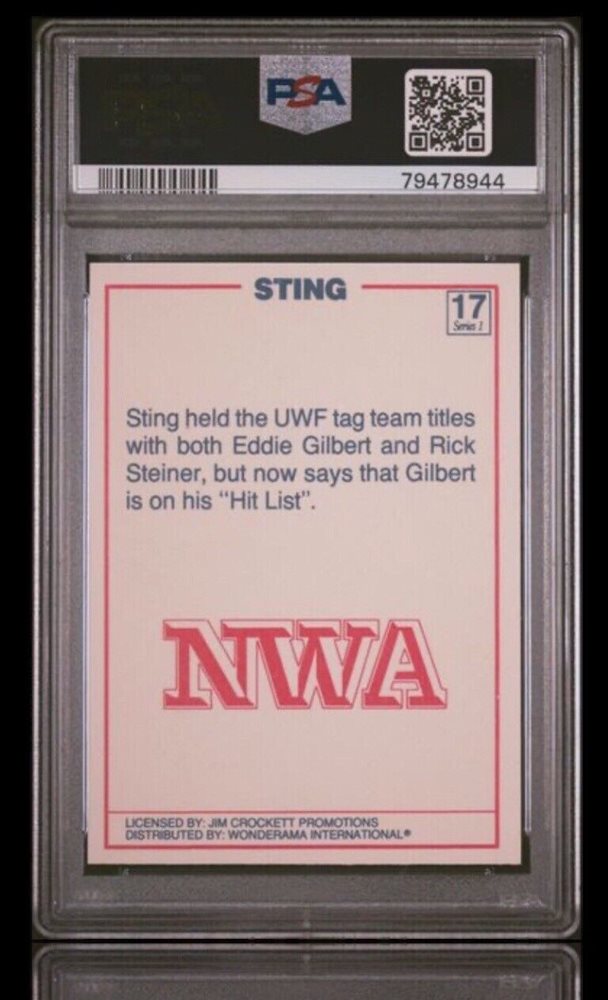 PSA
79478944
STING
17
Series 1
Sting held the UWF tag team titles
with both Eddie Gilbert and Rick
Steiner, but now says that Gilbert
is on his "Hit List".
NWA
LICENSED BY: JIM CROCKETT PROMOTIONS
DISTRIBUTED BY: WONDERAMA INTERNATIONAL®